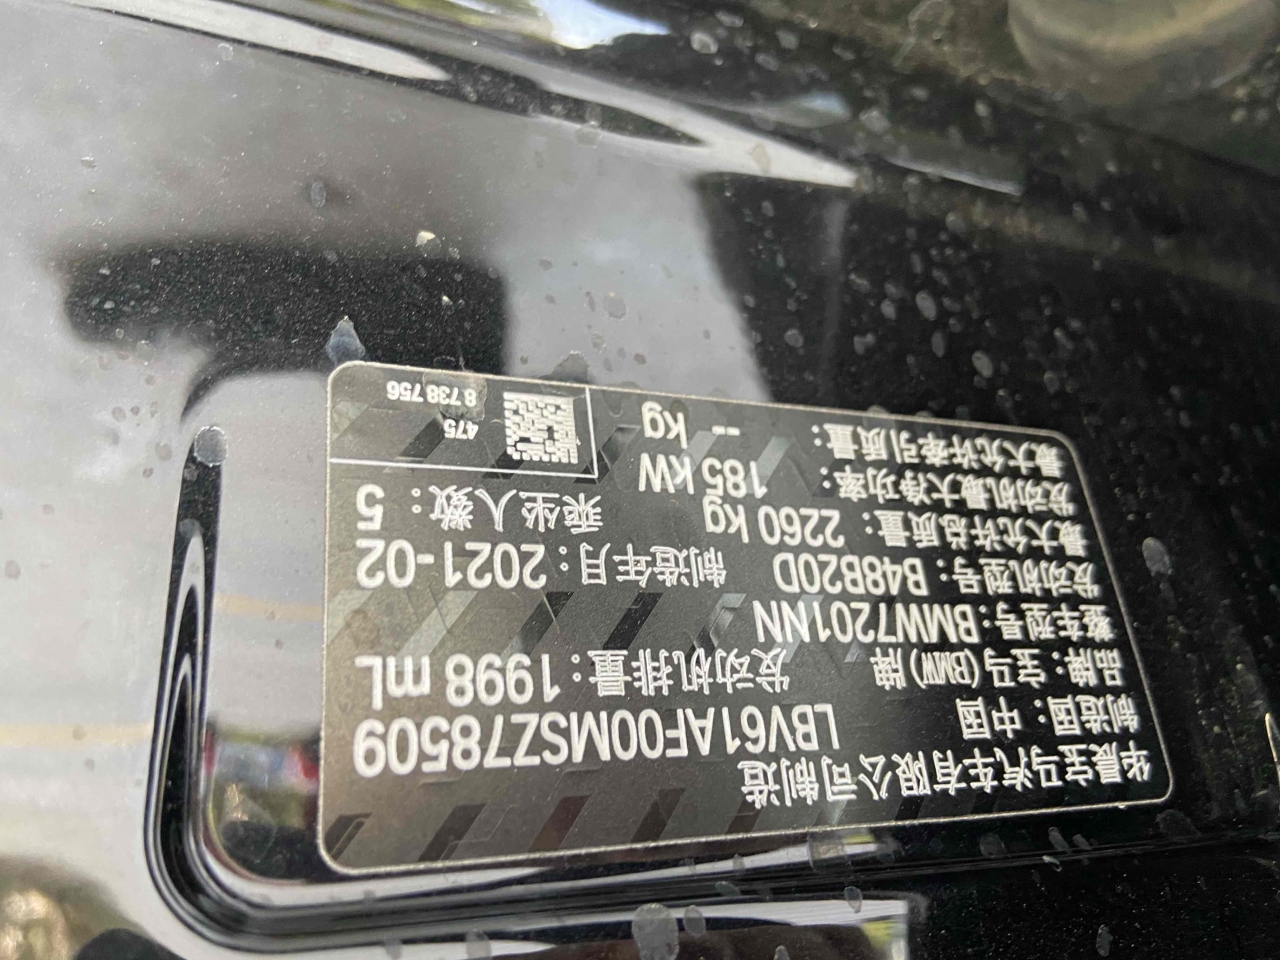 华晨宝马汽车有限公司制造
制造国：中国 LBV61AF00MSZ78509
品牌：宝马(BMW)牌 发动机排量：1998 mL
整车型号：BMW7201NN
发动机型号：B48B20D 制造年月：2021-02
最大允许总质量：2260 kg 乘坐人数：5
发动机最大净功率：185 kW
最大允许牵引质量：-- kg
475
8 738 756